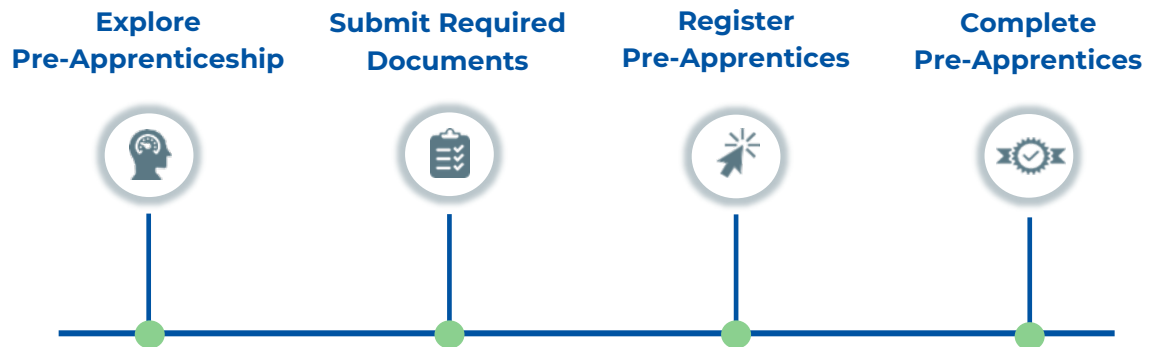 Explore
Pre-Apprenticeship
Submit Required
Documents
Register
Pre-Apprentices
Complete
Pre-Apprentices